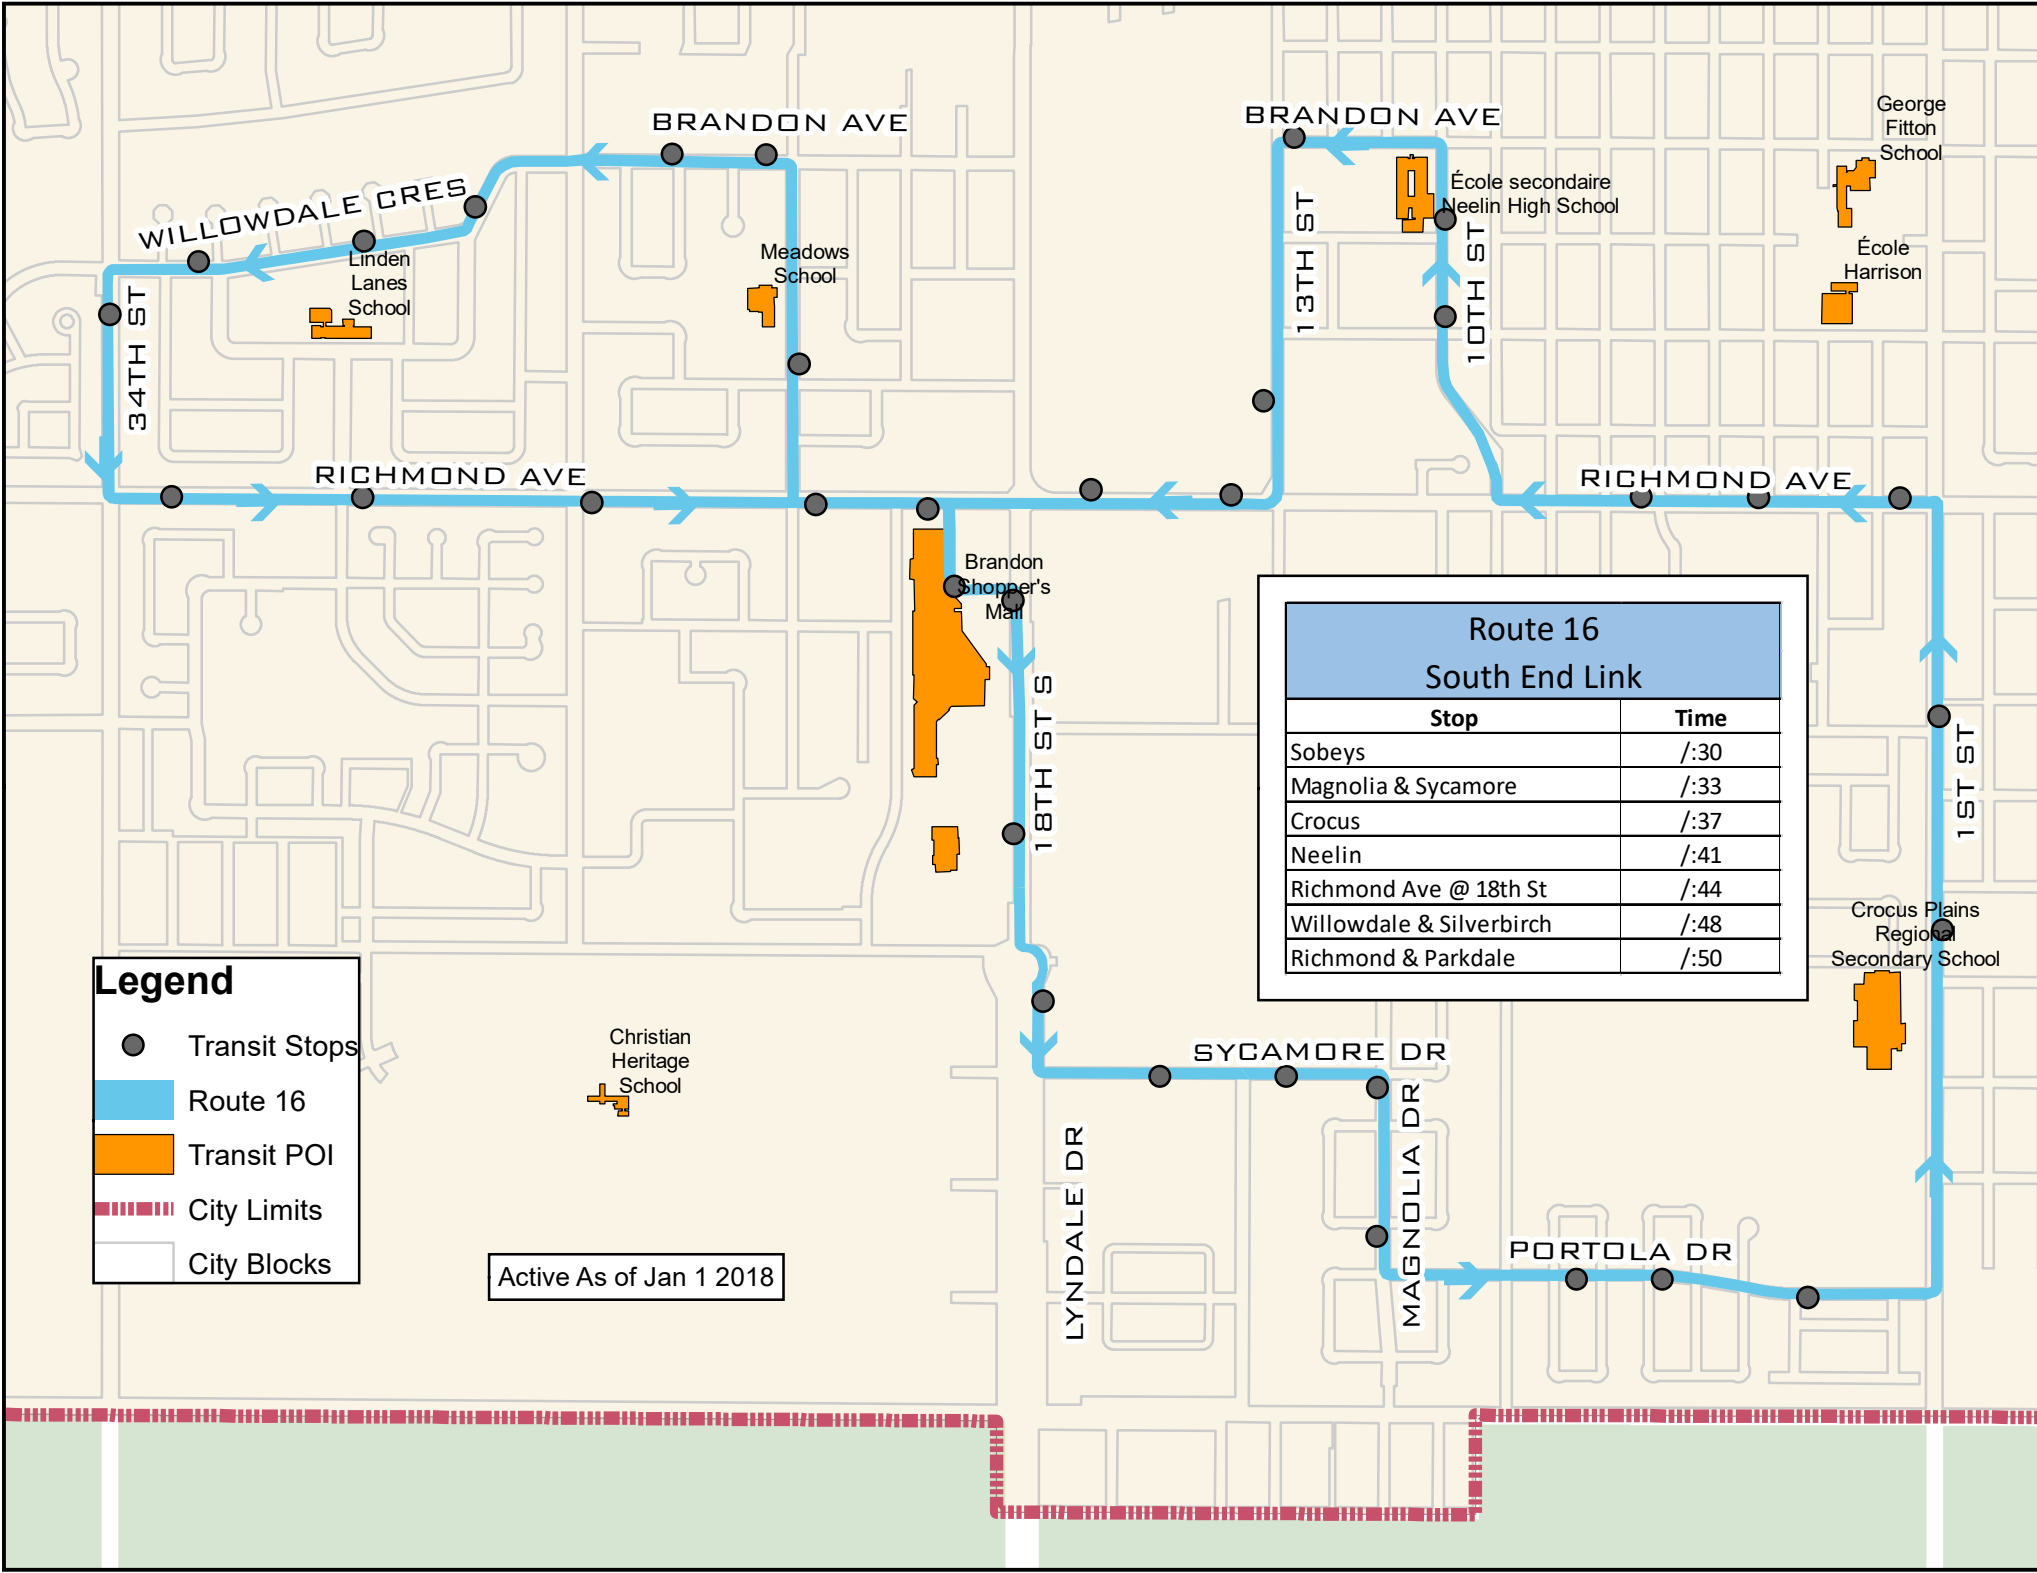 BRANDON AVE
BRANDON AVE
George
Fitton
School
École secondaire
Neelin High School
WILLOWDALE CRES
Linden
Lanes
School
Meadows
School
École
Harrison
34TH ST
13TH ST
10TH ST
RICHMOND AVE
RICHMOND AVE
Brandon
Shopper's
Mall
18TH ST S
1ST ST
Route 16
South End Link
Stop Time
Sobeys /:30
Magnolia & Sycamore /:33
Crocus /:37
Neelin /:41
Richmond Ave @ 18th St /:44
Willowdale & Silverbirch /:48
Richmond & Parkdale /:50
Crocus Plains
Regional
Secondary School
Legend
Transit Stops
Route 16
Transit POI
City Limits
City Blocks
Christian
Heritage
School
SYCAMORE DR
LYNDALE DR
MAGNOLIA DR
PORTOLA DR
Active As of Jan 1 2018